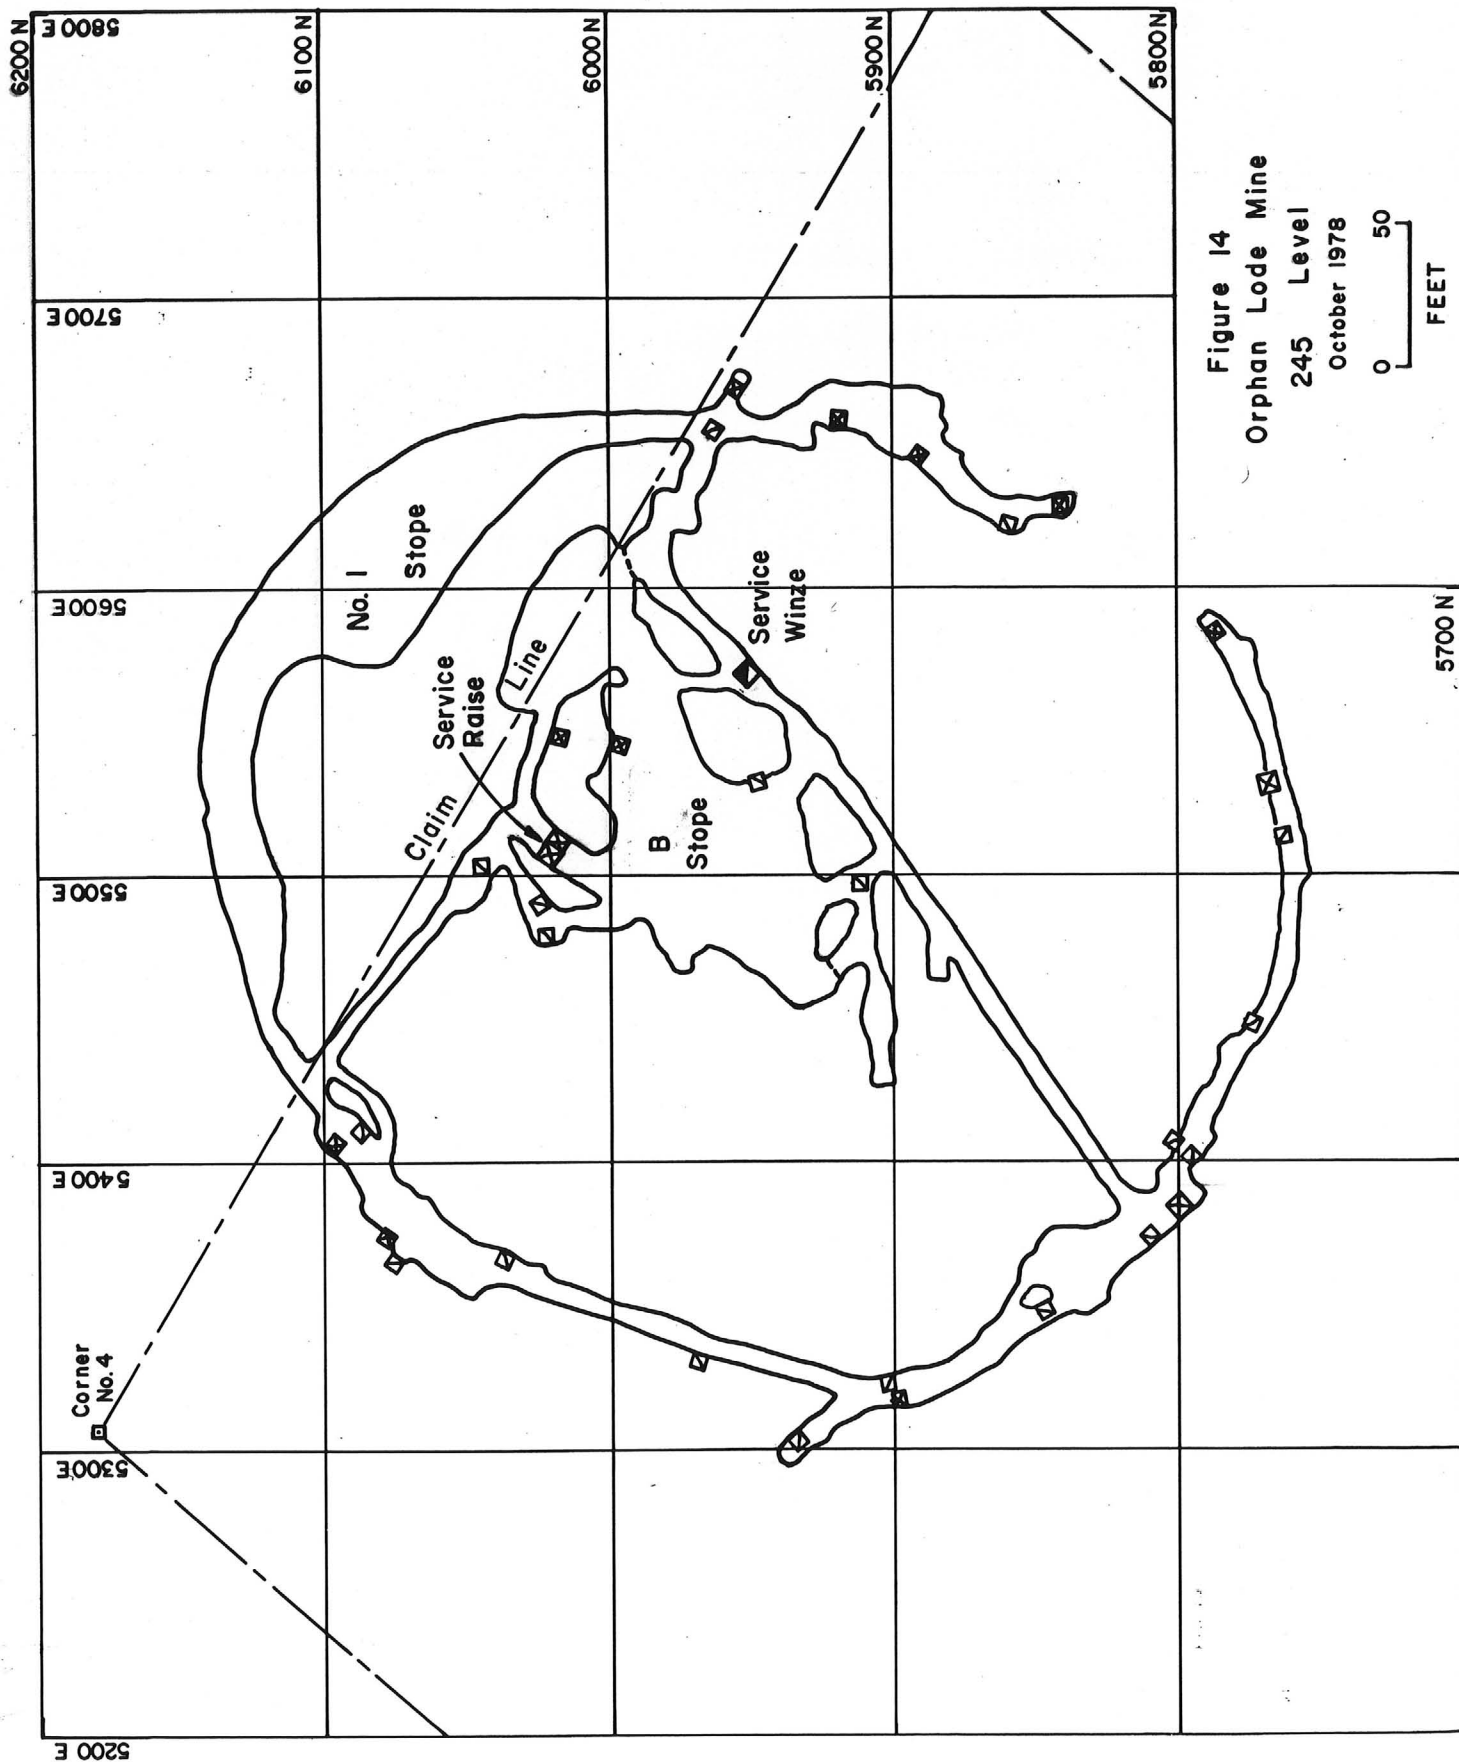 6200 N
6100 N
6000 N
5900 N
5800 N
5700 N
5800 E
5700 E
5600 E
5500 E
5400 E
5300 E
5200 E
Corner
No. 4
Claim Line
No. 1
Stope
Service
Raise
B
Stope
Service
Winze
Figure 14
Orphan Lode Mine
245 Level
October 1978
0 50
FEET